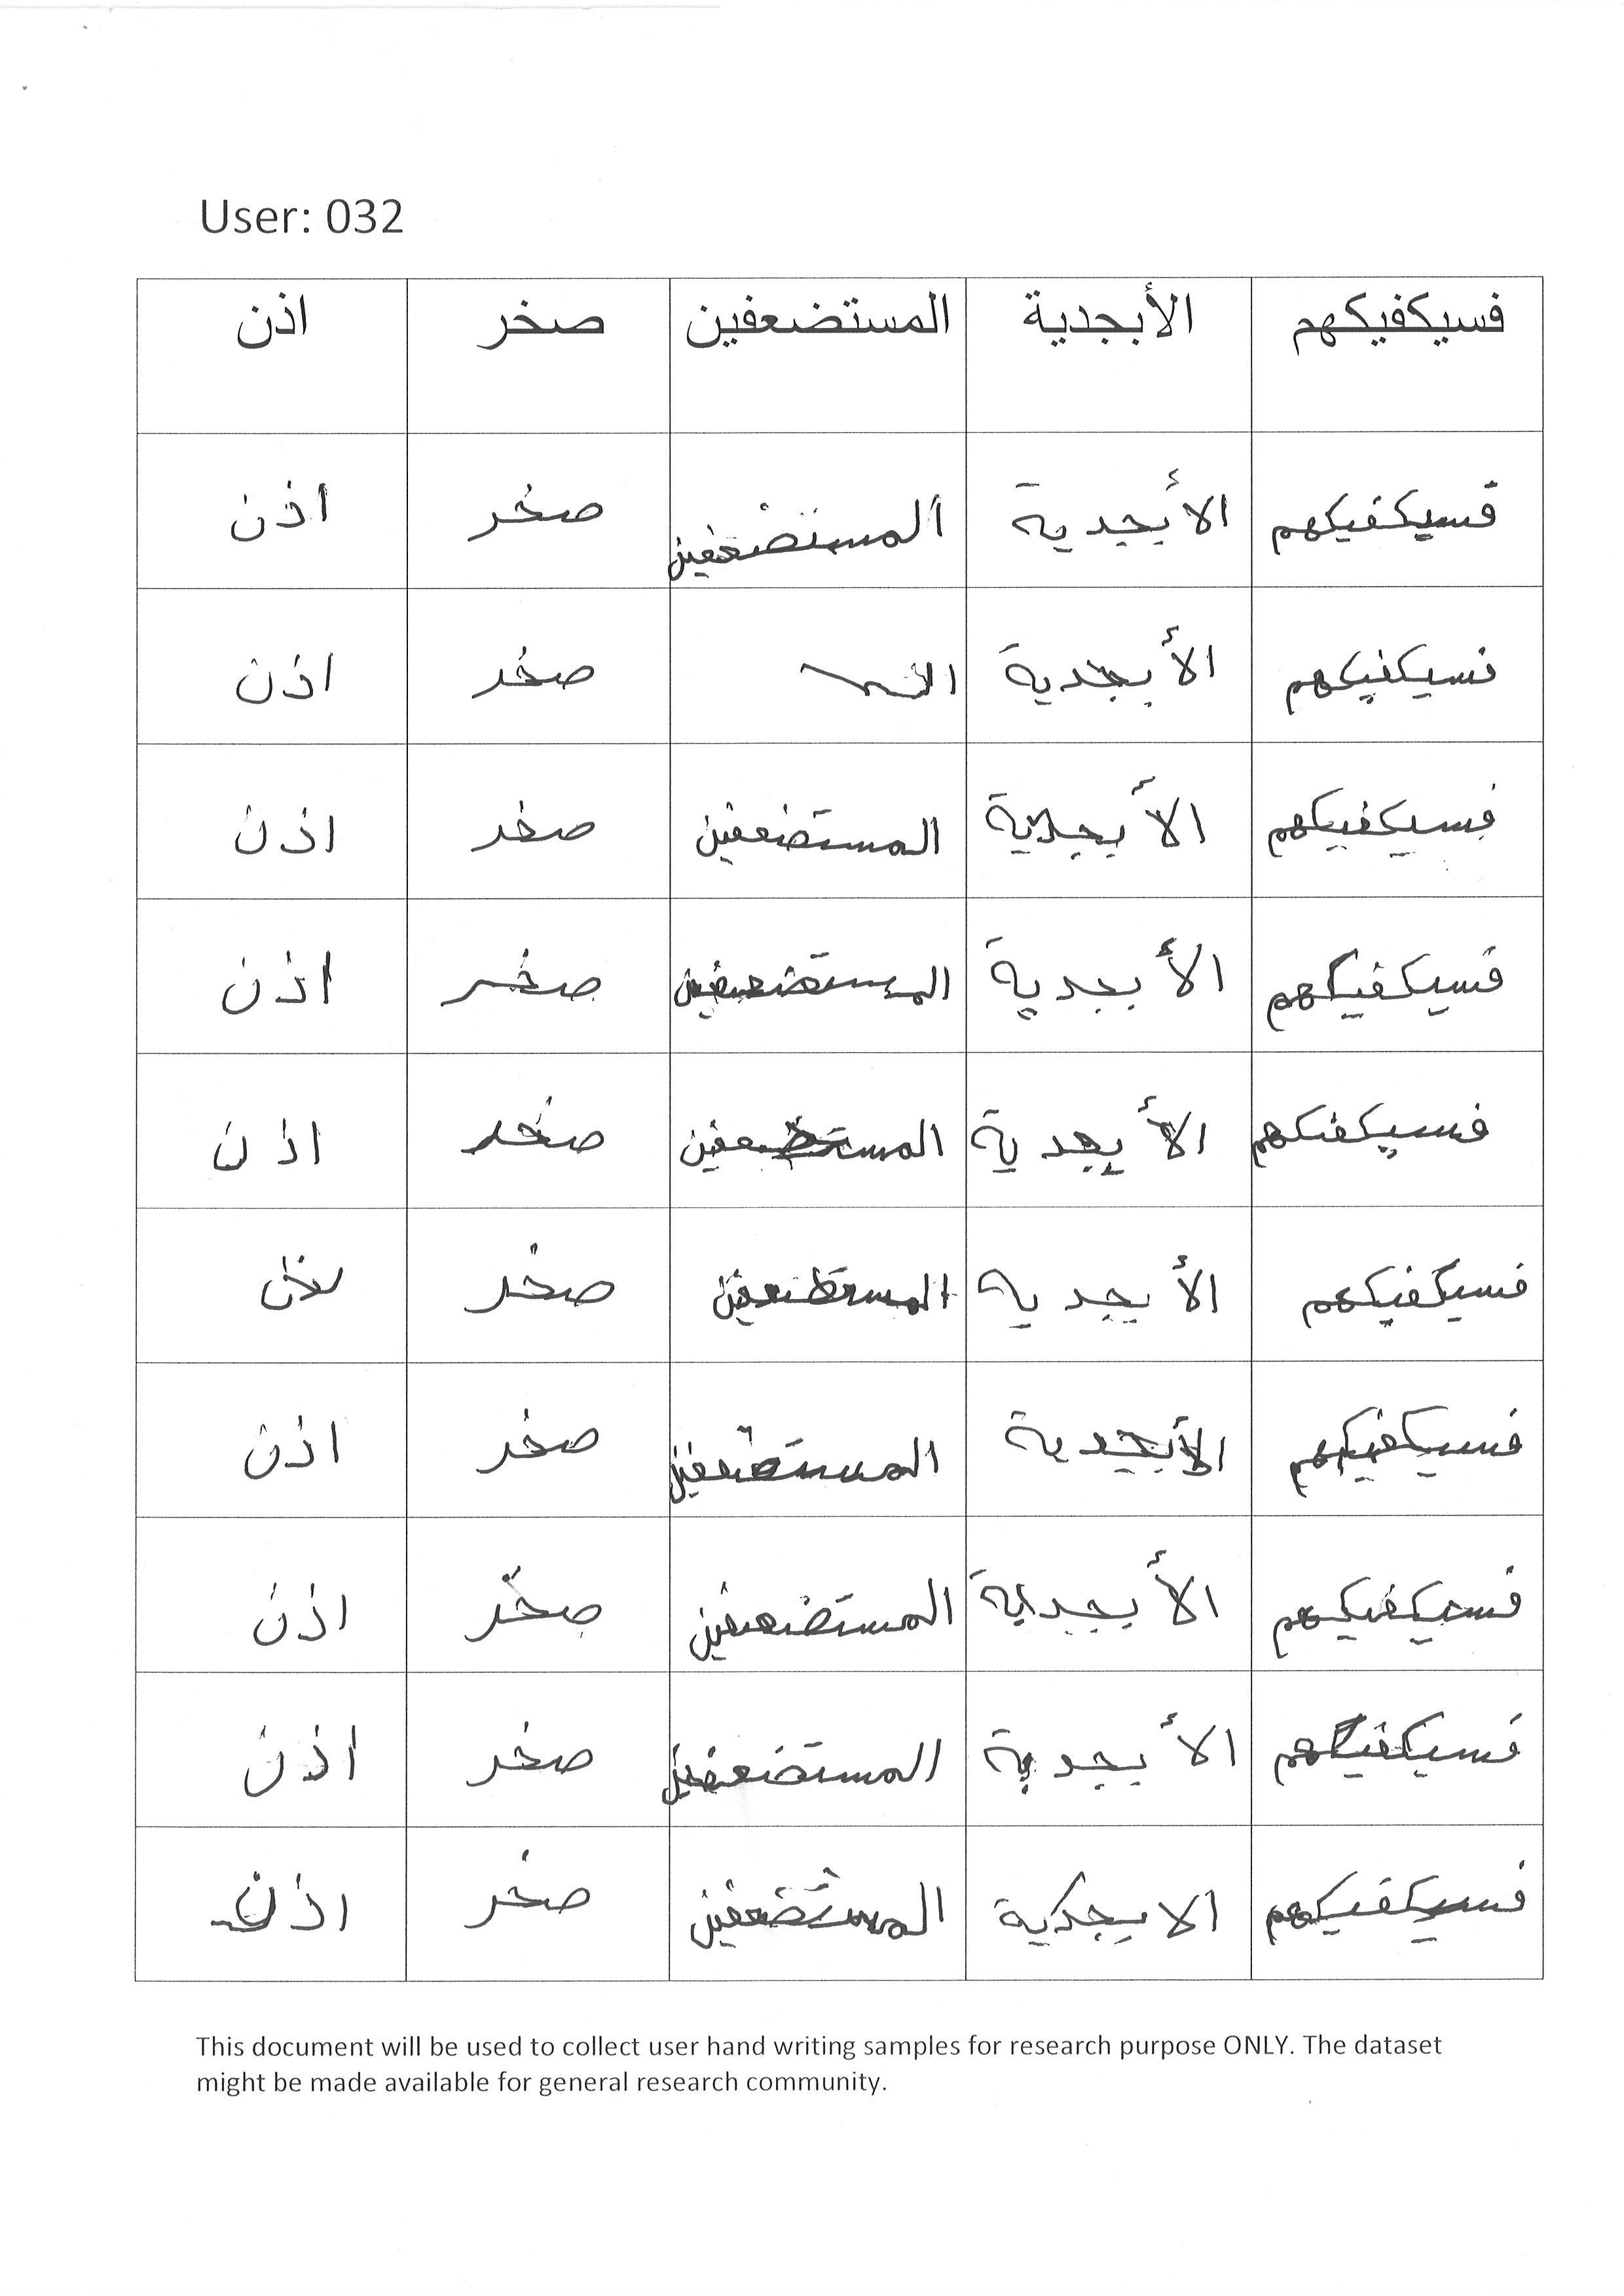 User: 032
فسيكفيكهم الأبجدية المستضعفين صخر اذن
فسيكفيكهم الأبجدية المستضعفين صخر اذن
فسيكفيكهم الأبجدية صخر اذن
فسيكفيكهم الأبجدية المستضعفين صخر اذن
فسيكفيكهم الأبجدية المستضعفين صخر اذن
فسيكفيكهم الأبجدية المستضعفين صخر اذن
فسيكفيكهم الأبجدية المستضعفين صخر
فسيكفيكهم الأبجدية المستضعفين صخر اذن
فسيكفيكهم الأبجدية المستضعفين صخر اذن
فسيكفيكهم الأبجدية المستضعفين صخر اذن
فسيكفيكهم الابجدية المستضعفين صخر اذن
This document will be used to collect user hand writing samples for research purpose ONLY. The dataset
might be made available for general research community.